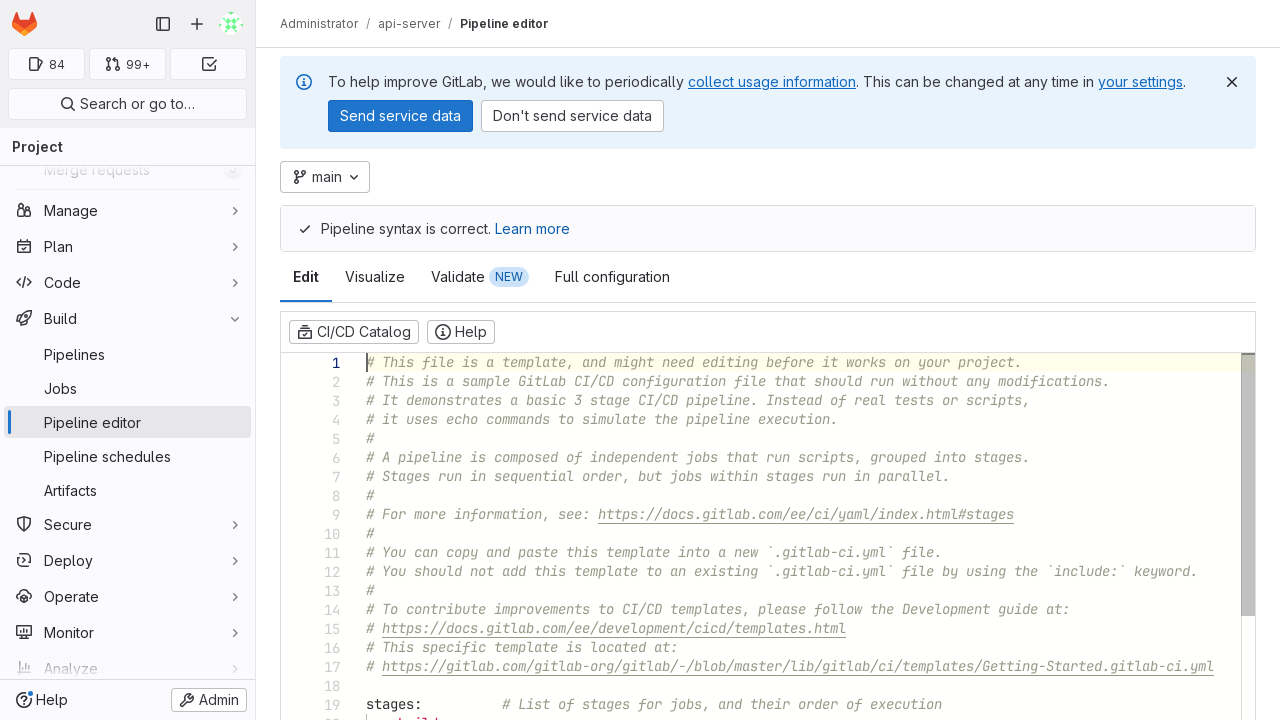 84
99+
Search or go to…
Project
Merge requests
Manage
Plan
Code
Build
Pipelines
Jobs
Pipeline editor
Pipeline schedules
Artifacts
Secure
Deploy
Operate
Monitor
Analyze
Help
Admin
Administrator / api-server / Pipeline editor
To help improve GitLab, we would like to periodically collect usage information. This can be changed at any time in your settings.
Send service data
Don't send service data
main
Pipeline syntax is correct. Learn more
Edit
Visualize
Validate NEW
Full configuration
CI/CD Catalog
Help
1 # This file is a template, and might need editing before it works on your project.
2 # This is a sample GitLab CI/CD configuration file that should run without any modifications.
3 # It demonstrates a basic 3 stage CI/CD pipeline. Instead of real tests or scripts,
4 # it uses echo commands to simulate the pipeline execution.
5 #
6 # A pipeline is composed of independent jobs that run scripts, grouped into stages.
7 # Stages run in sequential order, but jobs within stages run in parallel.
8 #
9 # For more information, see: https://docs.gitlab.com/ee/ci/yaml/index.html#stages
10 #
11 # You can copy and paste this template into a new `.gitlab-ci.yml` file.
12 # You should not add this template to an existing `.gitlab-ci.yml` file by using the `include:` keyword.
13 #
14 # To contribute improvements to CI/CD templates, please follow the Development guide at:
15 # https://docs.gitlab.com/ee/development/cicd/templates.html
16 # This specific template is located at:
17 # https://gitlab.com/gitlab-org/gitlab/-/blob/master/lib/gitlab/ci/templates/Getting-Started.gitlab-ci.yml
18
19 stages: # List of stages for jobs, and their order of execution